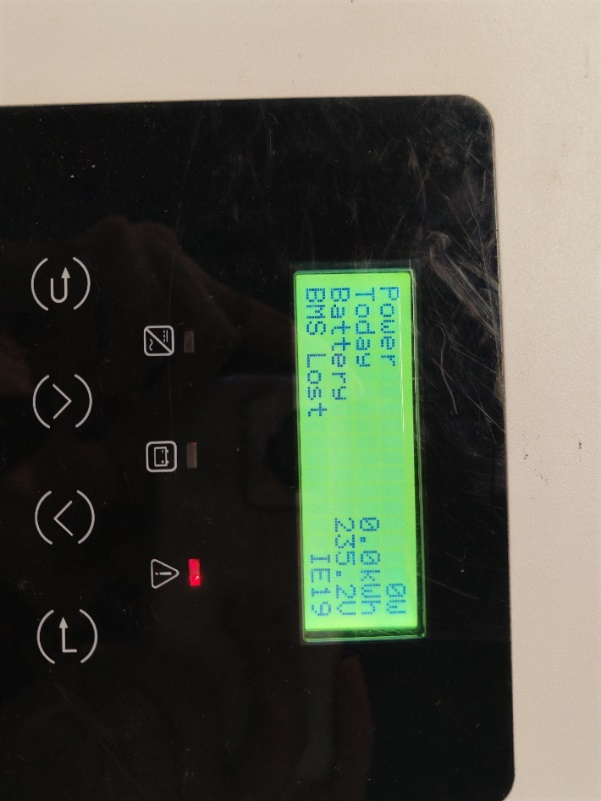 Power 0W
Today 0.0kWh
Battery 235.2V
BMS Lost IE19